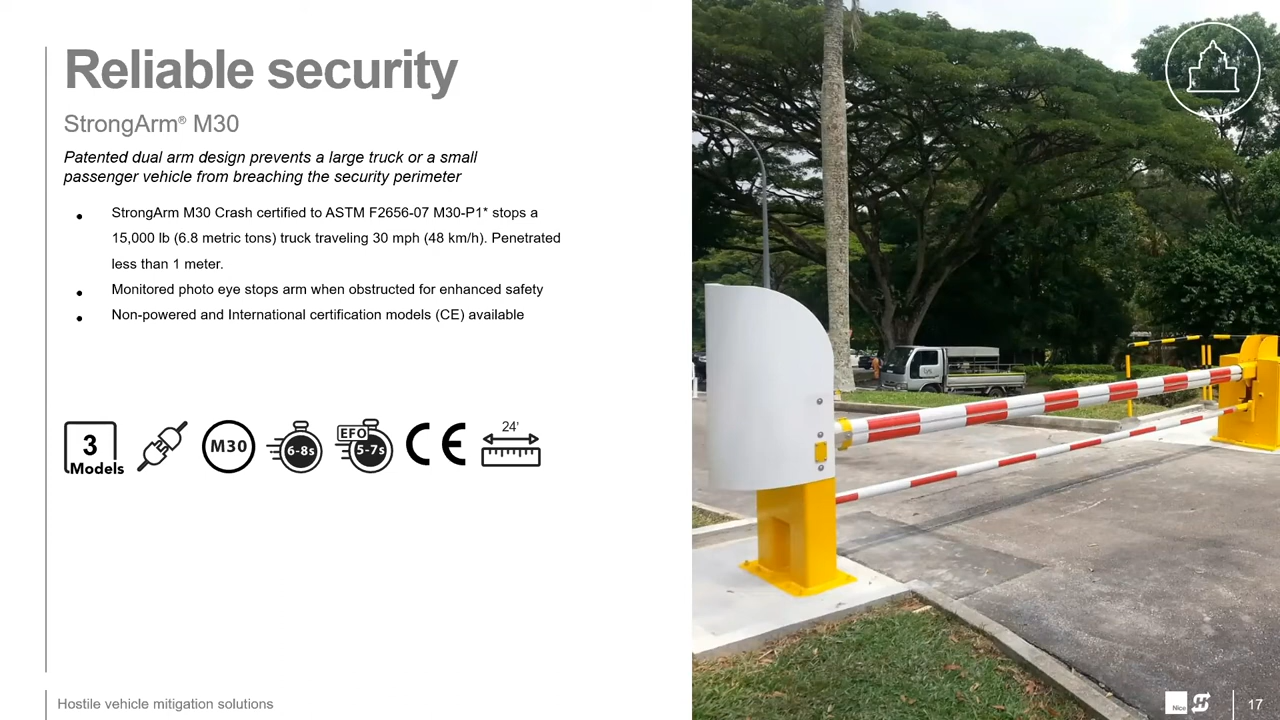 Reliable security
StrongArm® M30
Patented dual arm design prevents a large truck or a small
passenger vehicle from breaching the security perimeter
• StrongArm M30 Crash certified to ASTM F2656-07 M30-P1* stops a
15,000 lb (6.8 metric tons) truck traveling 30 mph (48 km/h). Penetrated
less than 1 meter.
• Monitored photo eye stops arm when obstructed for enhanced safety
• Non-powered and International certification models (CE) available
3
Models
M30
6-8s
EFO
5-7s
CE
24'
Hostile vehicle mitigation solutions
Nice
H
17